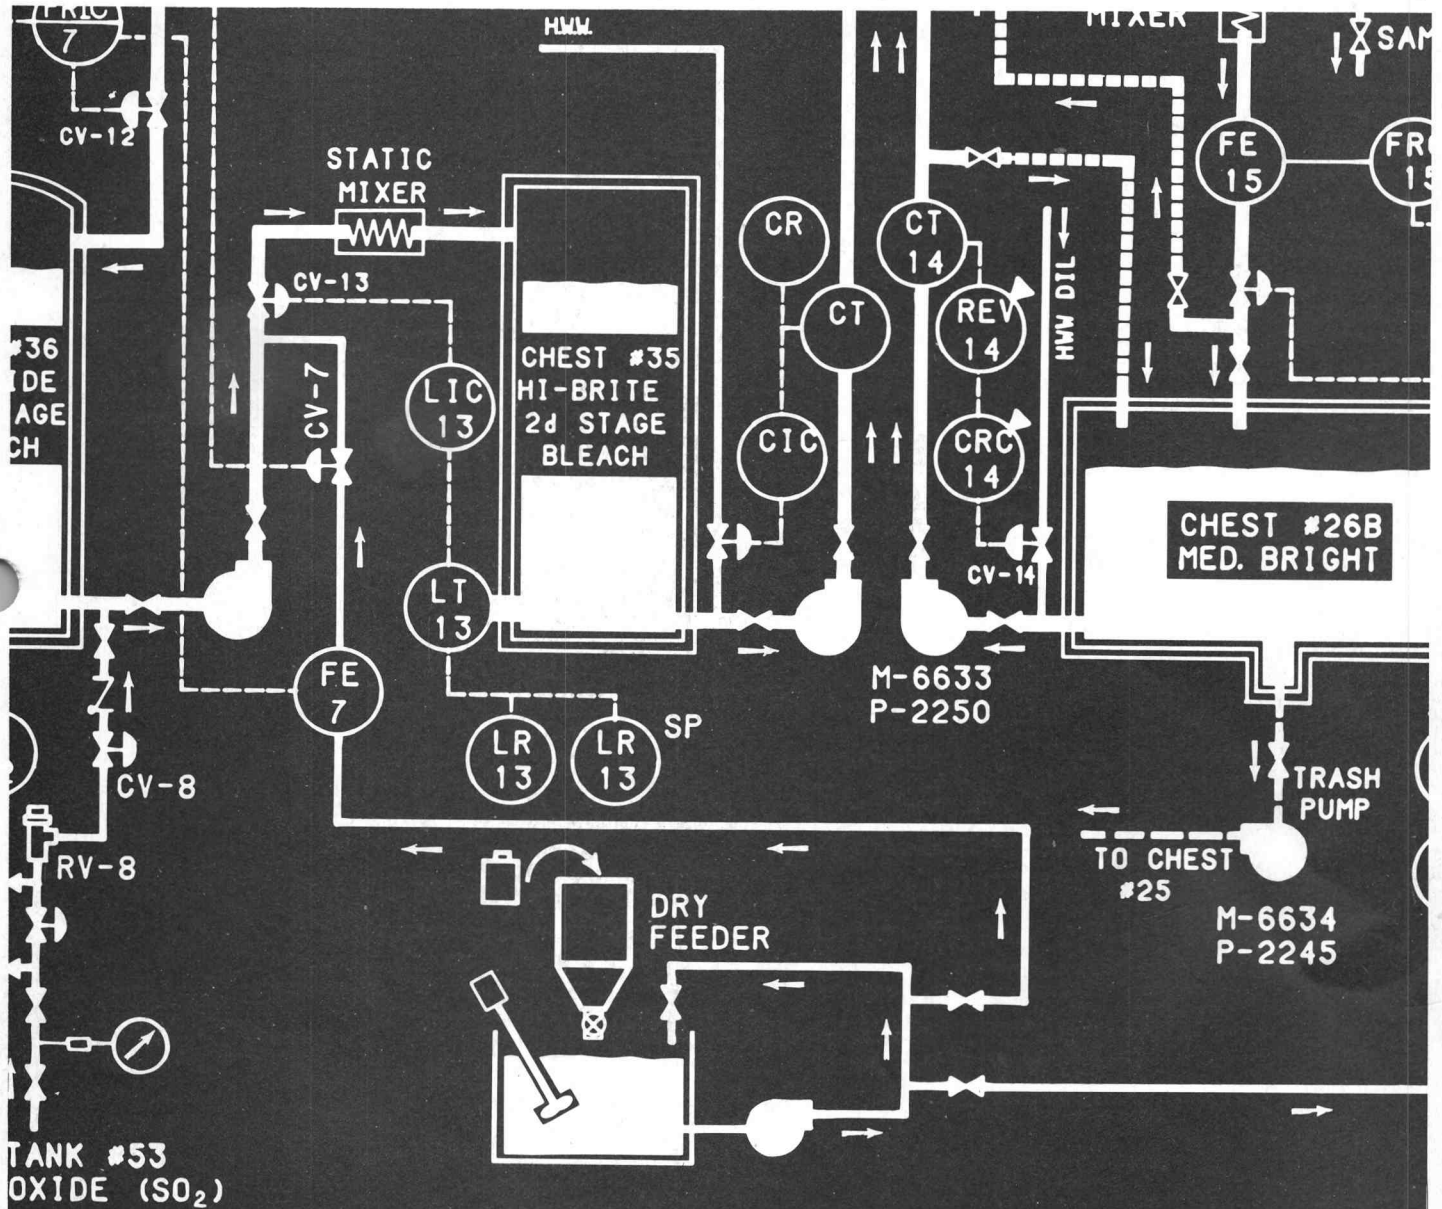 FRIC
7
H.W.W.
MIXER
SAM
CV-12
STATIC
MIXER
FE
15
FR
15
CR
CT
14
HWW DIL
CV-13
CT
REV
14
#36
IDE
AGE
CH
CHEST #35
HI-BRITE
2d STAGE
BLEACH
LIC
13
CV-7
CIC
CRC
14
CHEST #26B
MED. BRIGHT
CV-14
LT
13
FE
7
M-6633
P-2250
LR
13
LR
13
SP
CV-8
TRASH
PUMP
RV-8
TO CHEST
#25
DRY
FEEDER
M-6634
P-2245
TANK #53
OXIDE (SO₂)